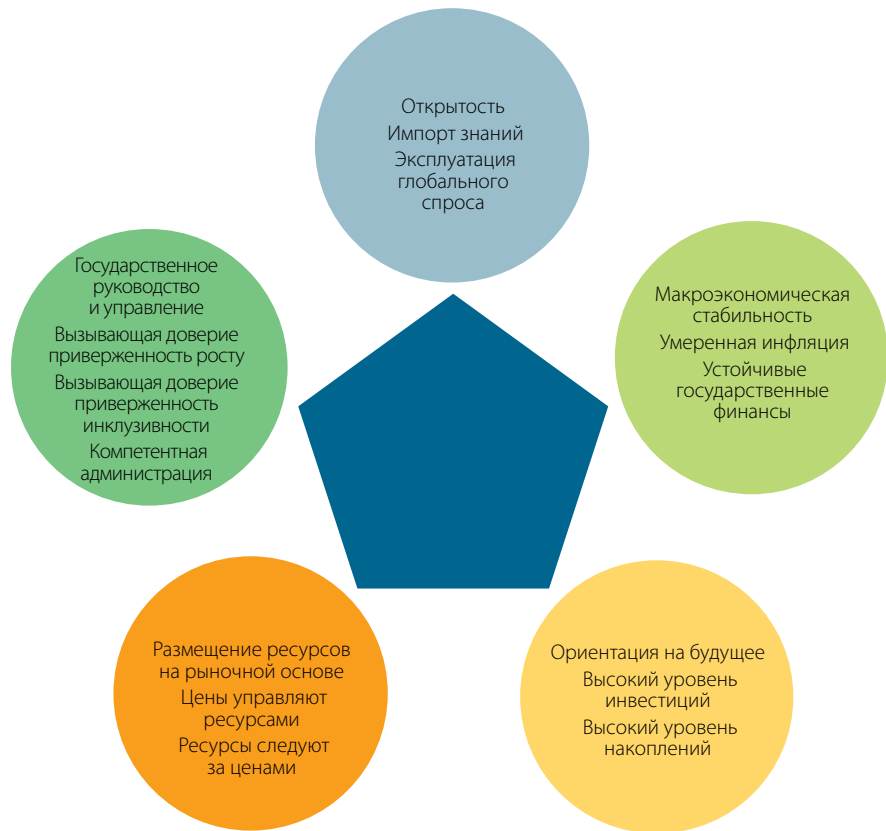 Открытость
Импорт знаний
Эксплуатация
глобального
спроса
Государственное
руководство
и управление
Вызывающая доверие
приверженность росту
Вызывающая доверие
приверженность
инклузивности
Компетентная
администрация
Макроэкономическая
стабильность
Умеренная инфляция
Устойчивые
государственные
финансы
Размещение ресурсов
на рыночной основе
Цены управляют
ресурсами
Ресурсы следуют
за ценами
Ориентация на будущее
Высокий уровень
инвестиций
Высокий уровень
накоплений